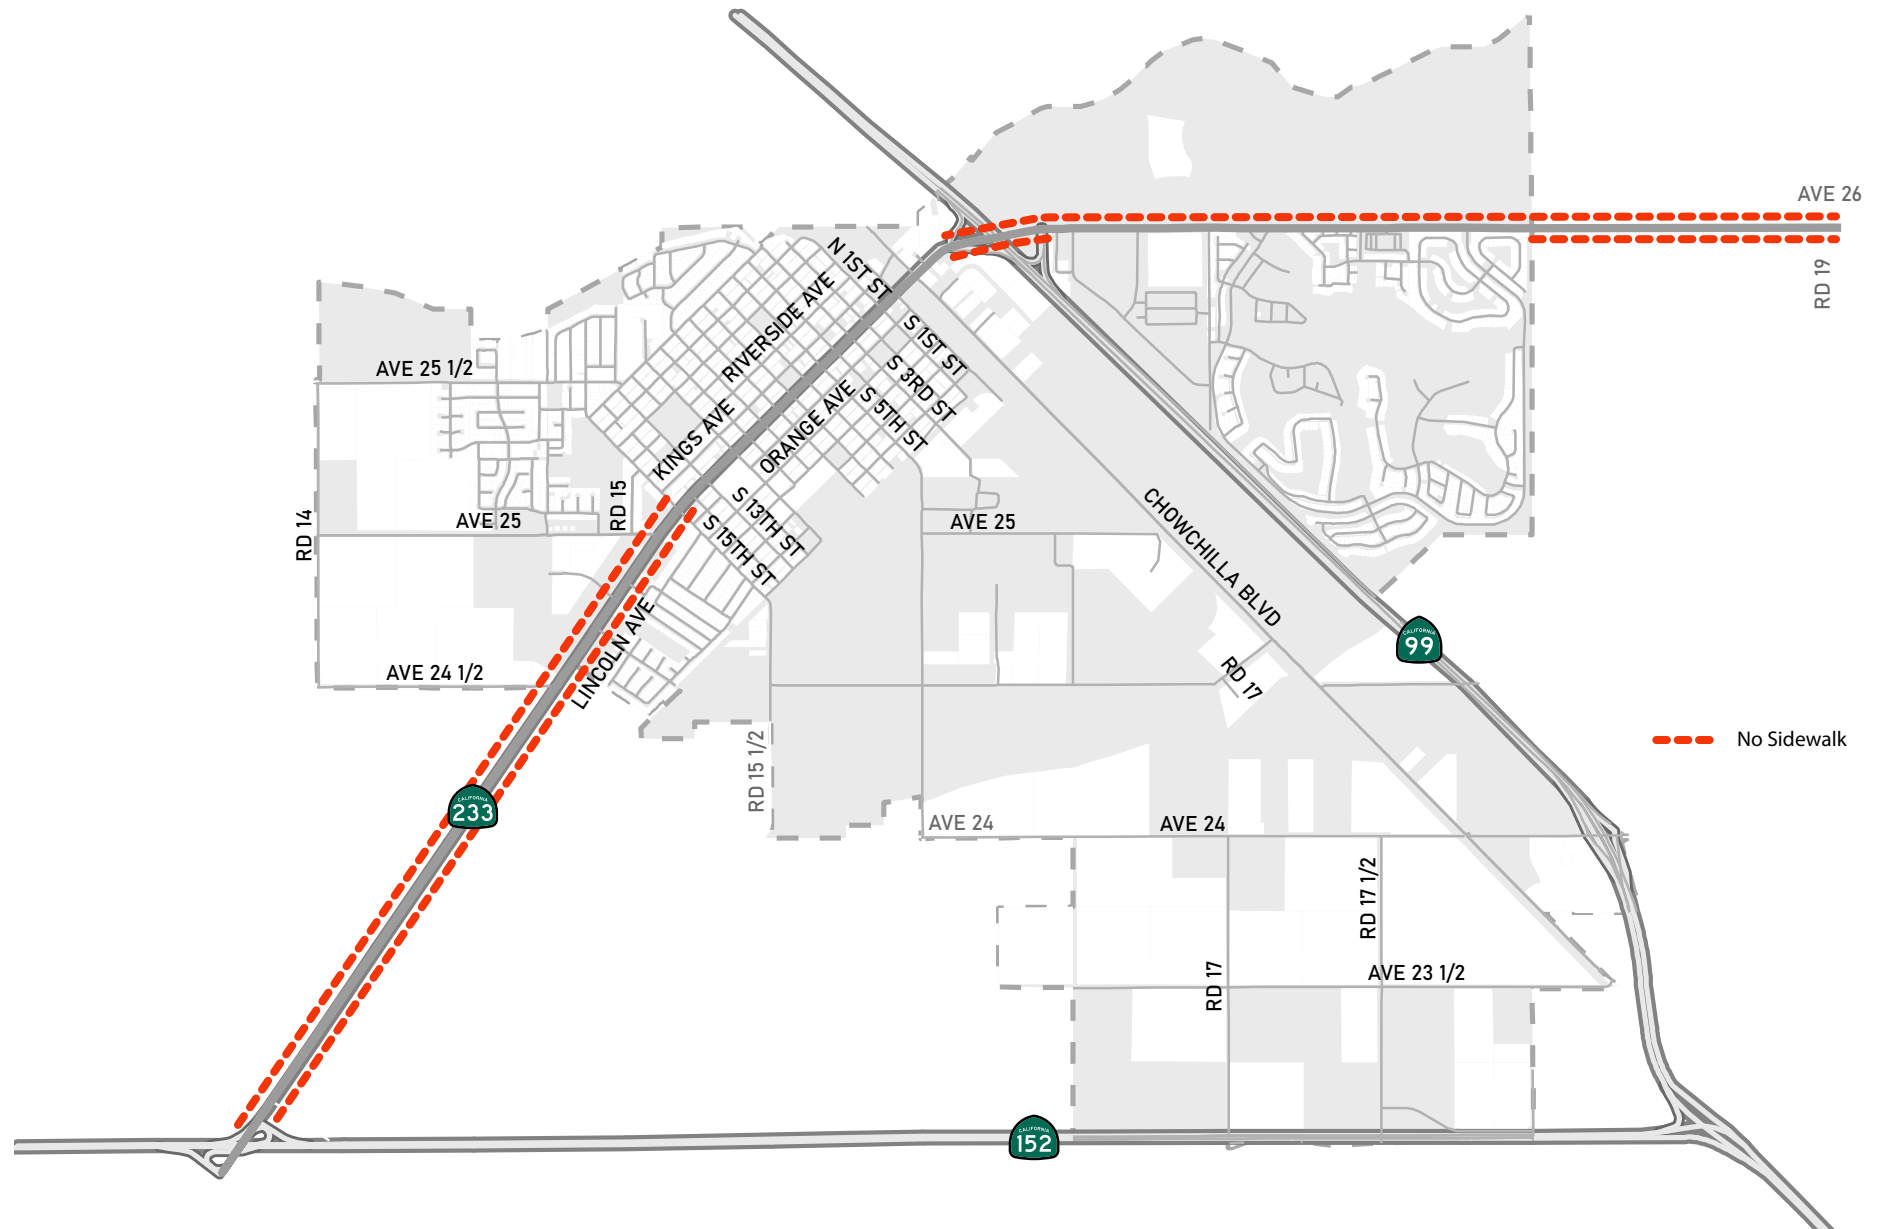 AVE 26
RD 19
N 1ST ST
RIVERSIDE AVE
S 1ST ST
S 3RD ST
S 5TH ST
AVE 25 1/2
KINGS AVE
ORANGE AVE
RD 14
RD 15
AVE 25
S 13TH ST
S 15TH ST
AVE 25
CHOWCHILLA BLVD
LINCOLN AVE
CALIFORNIA
99
AVE 24 1/2
RD 17
No Sidewalk
RD 15 1/2
CALIFORNIA
233
AVE 24
AVE 24
RD 17 1/2
RD 17
AVE 23 1/2
CALIFORNIA
152